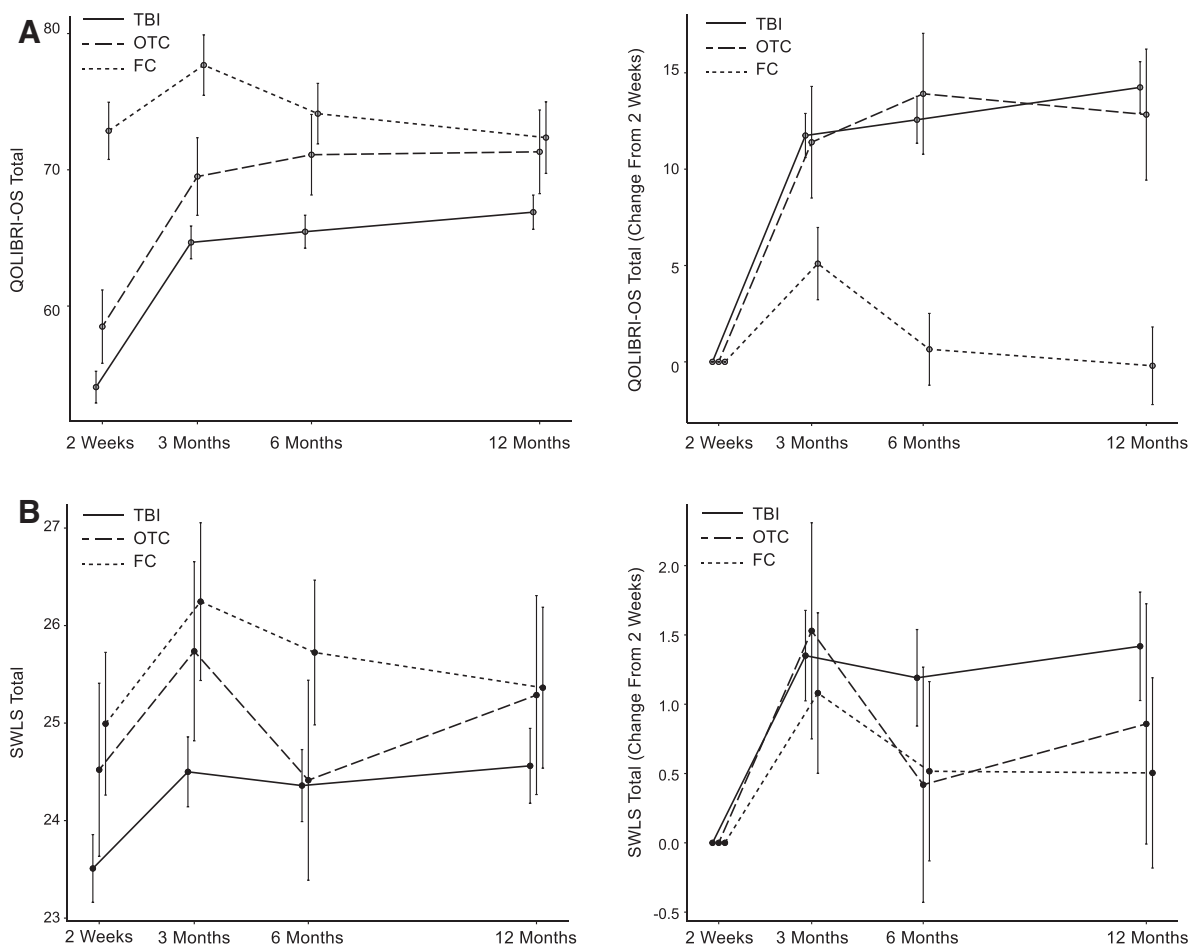 A
TBI
OTC
FC
80
70
60
QOLIBRI-OS Total
2 Weeks 3 Months 6 Months 12 Months
TBI
OTC
FC
15
10
5
0
QOLIBRI-OS Total (Change From 2 Weeks)
2 Weeks 3 Months 6 Months 12 Months
B
TBI
OTC
FC
27
26
25
24
23
SWLS Total
2 Weeks 3 Months 6 Months 12 Months
TBI
OTC
FC
2.0
1.5
1.0
0.5
0.0
-0.5
SWLS Total (Change From 2 Weeks)
2 Weeks 3 Months 6 Months 12 Months